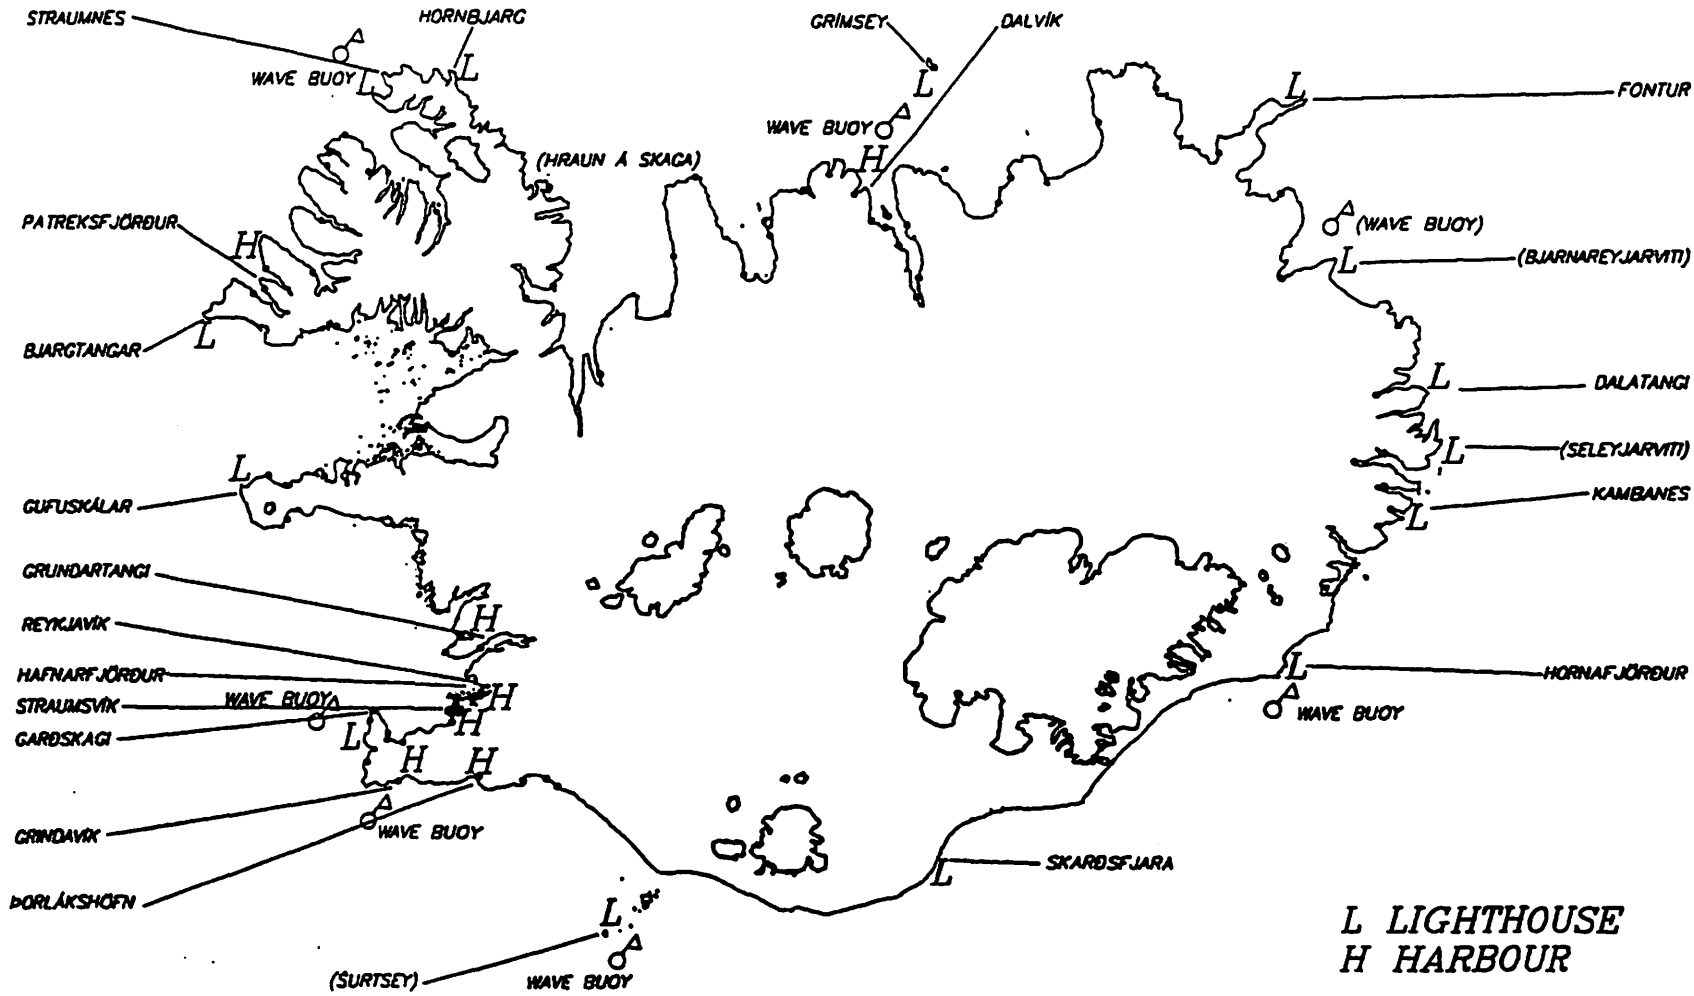 STRAUMNES
HORNBJARG
GRÍMSEY
DALVÍK
WAVE BUOY
L
L
L
L
FONTUR
WAVE BUOY
H
(HRAUN Á SKAGA)
PATREKSFJÖRÐUR
H
(WAVE BUOY)
L
(BJARNAREYJARVITI)
BJARGTANGAR
L
L
DALATANGI
L
(SELEYJARVITI)
L
GUFUSKÁLAR
KAMBANES
L
GRUNDARTANGI
H
REYKJAVÍK
HAFNARFJÖRÐUR
L
HORNAFJÖRÐUR
STRAUMSVÍK
WAVE BUOY
H
H
WAVE BUOY
GARÐSKAGI
L
H
H
GRINDAVÍK
WAVE BUOY
L
SKARÐSFJARA
ÞORLÁKSHÖFN
L
(SURTSEY)
WAVE BUOY
L LIGHTHOUSE
H HARBOUR